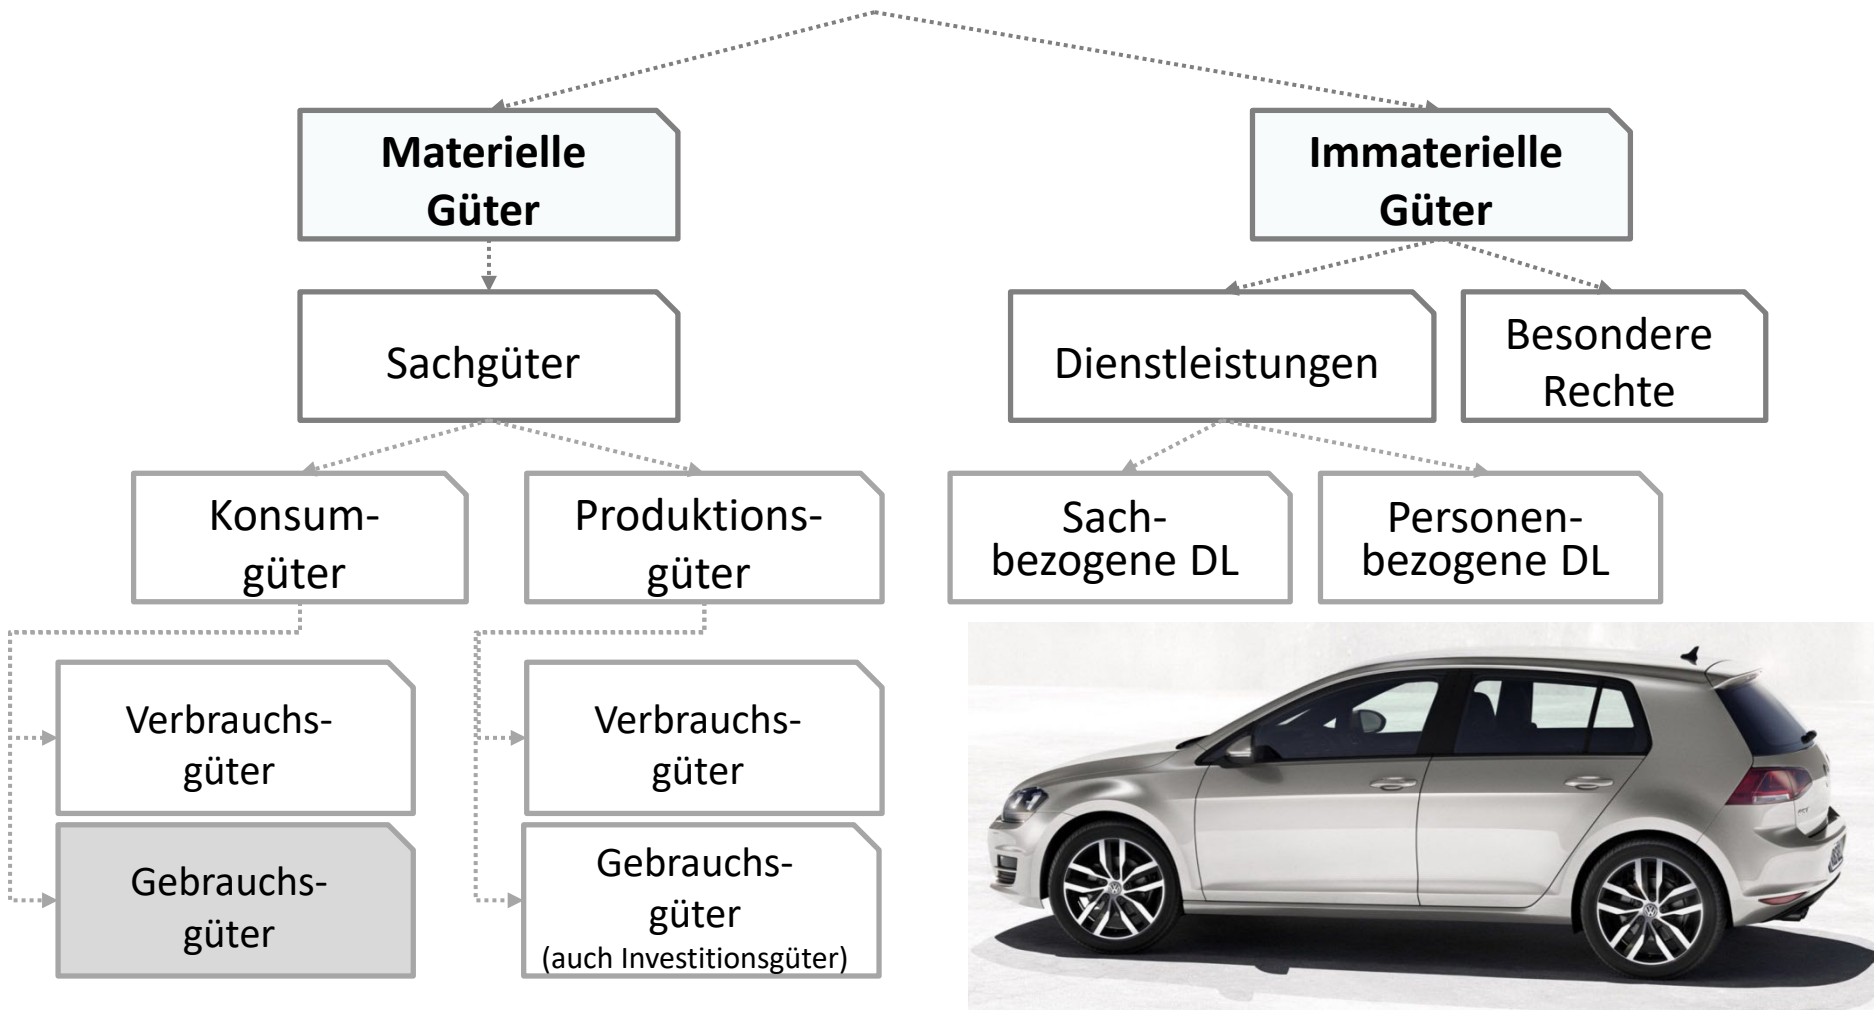 Materielle
Güter
Immaterielle
Güter
Sachgüter
Dienstleistungen
Besondere
Rechte
Konsum-
güter
Produktions-
güter
Sach-
bezogene DL
Personen-
bezogene DL
Verbrauchs-
güter
Verbrauchs-
güter
Gebrauchs-
güter
Gebrauchs-
güter
(auch Investitionsgüter)